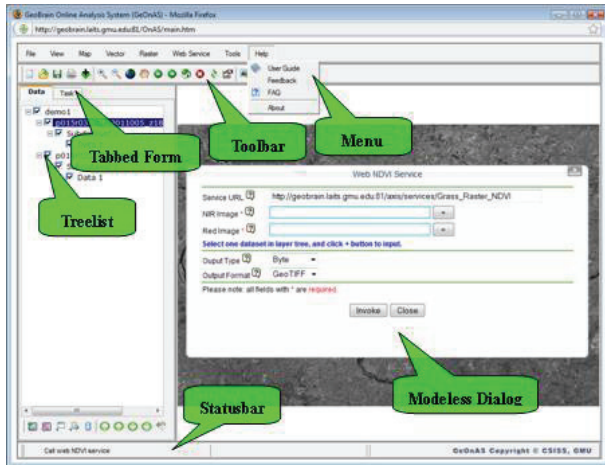 GeoBrain Online Analysis System (GeOnAS) - Mozilla Firefox
http://geobrain.laits.gmu.edu:81/OnAS/main.htm
File View Map Vector Raster Web Service Tools Help
User Guide
Feedback
FAQ
About
Data Task
demo1
Toolbar
Menu
Tabbed Form
Data 1
Treelist
Web NDVI Service
Service URL http://geobrain.laits.gmu.edu:81/axis/services/Grass_Raster_NDVI
NIR Image *
Red Image *
Select one dataset in layer tree, and click + button to input.
Ouput Type Byte
Output Format GeoTIFF
Please note: all fields with * are required.
Invoke Close
Modeless Dialog
Statusbar
Call web NDVI service
GeOnAS Copyright © CSISS, GMU